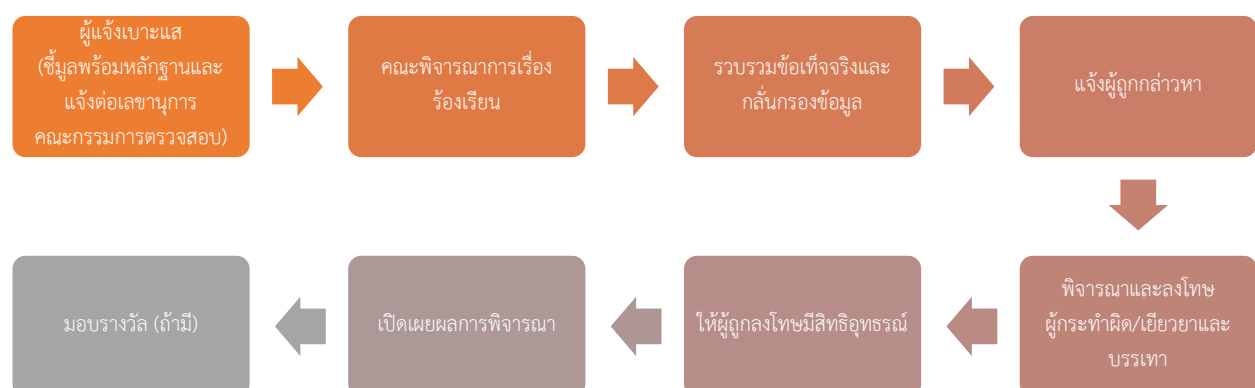 ผู้แจ้งเบาะแส
(ชี้มูลพร้อมหลักฐานและ
แจ้งต่อเลขานุการ
คณะกรรมการตรวจสอบ)
คณะพิจารณาการเรื่อง
ร้องเรียน
รวบรวมข้อเท็จจริงและ
กลั่นกรองข้อมูล
แจ้งผู้ถูกกล่าวหา
พิจารณาและลงโทษ
ผู้กระทำผิด/เยียวยาและ
บรรเทา
ให้ผู้ถูกลงโทษมีสิทธิอุทธรณ์
เปิดเผยผลการพิจารณา
มอบรางวัล (ถ้ามี)